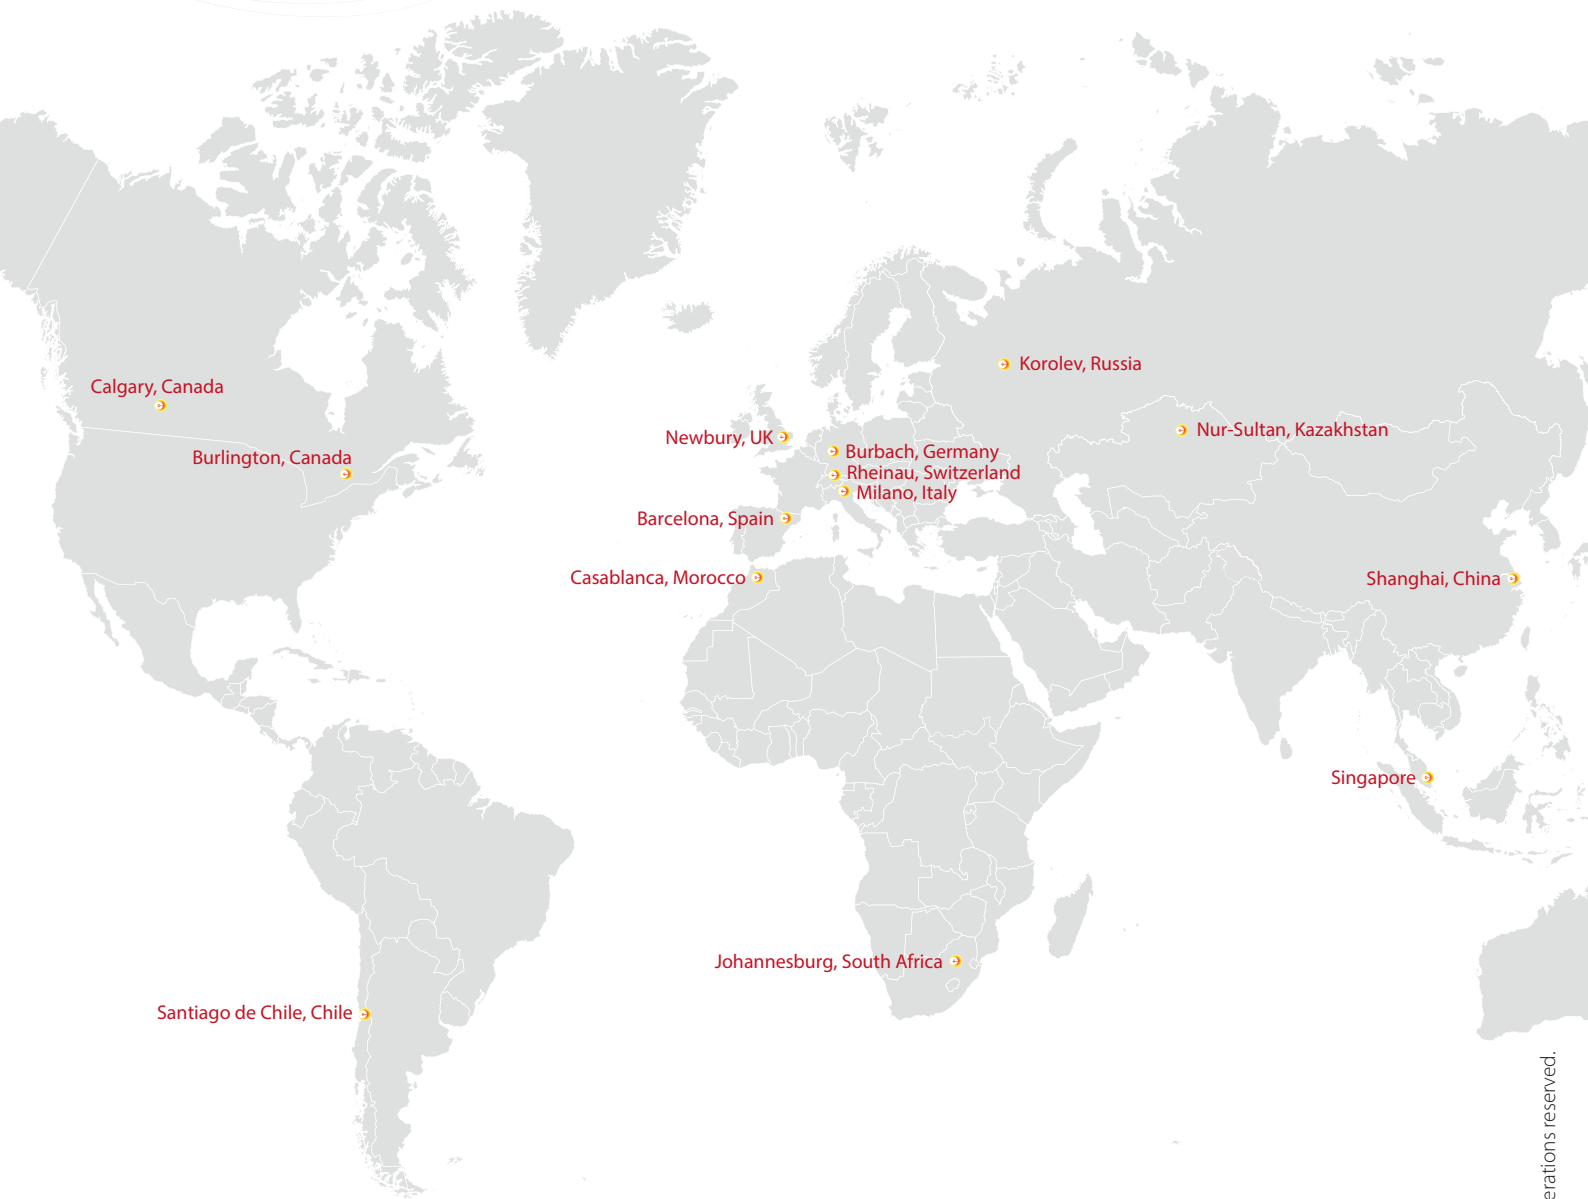 Korolev, Russia
Calgary, Canada
Nur-Sultan, Kazakhstan
Newbury, UK
Burbach, Germany
Burlington, Canada
Rheinau, Switzerland
Milano, Italy
Barcelona, Spain
Casablanca, Morocco
Shanghai, China
Singapore
Johannesburg, South Africa
Santiago de Chile, Chile
reserved.